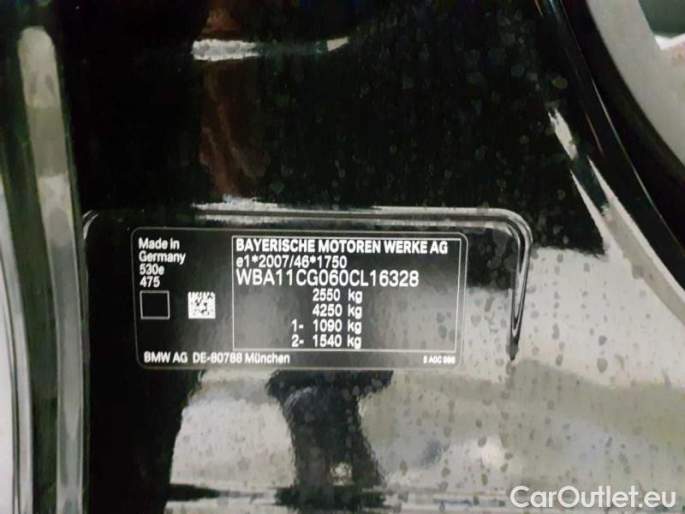 Made in
Germany
530e
475
BAYERISCHE MOTOREN WERKE AG
e1*2007/46*1750
WBA11CG060CL16328
2550 kg
4250 kg
1- 1090 kg
2- 1540 kg
BMW AG DE-80788 München
CarOutlet.eu